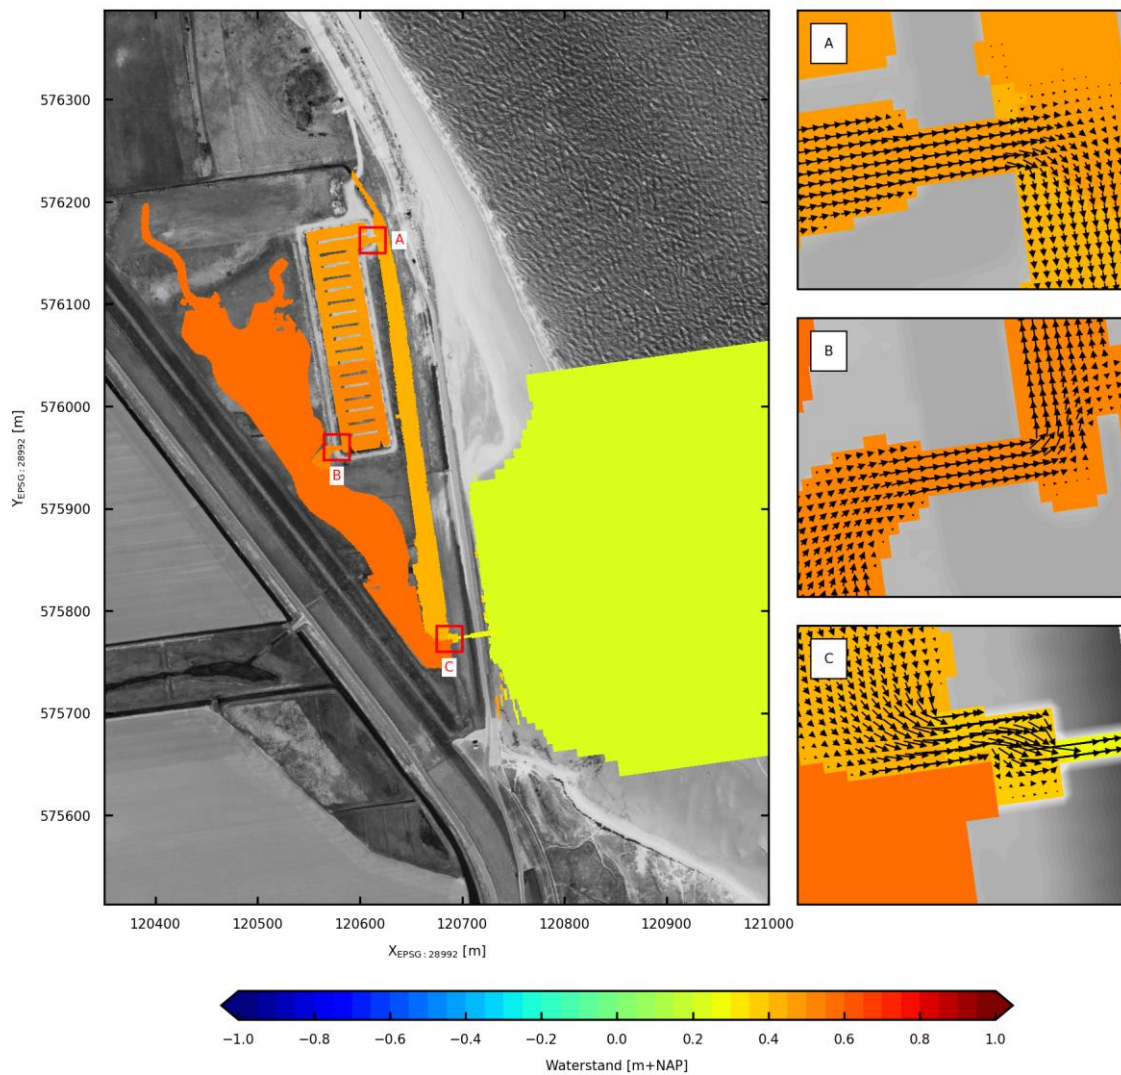 576300
576200
576100
576000
575900
575800
575700
575600
Y EPSG:28992 [m]
120400 120500 120600 120700 120800 120900 121000
X EPSG:28992 [m]
A
B
C
A
B
C
−1.0 −0.8 −0.6 −0.4 −0.2 0.0 0.2 0.4 0.6 0.8 1.0
Waterstand [m+NAP]